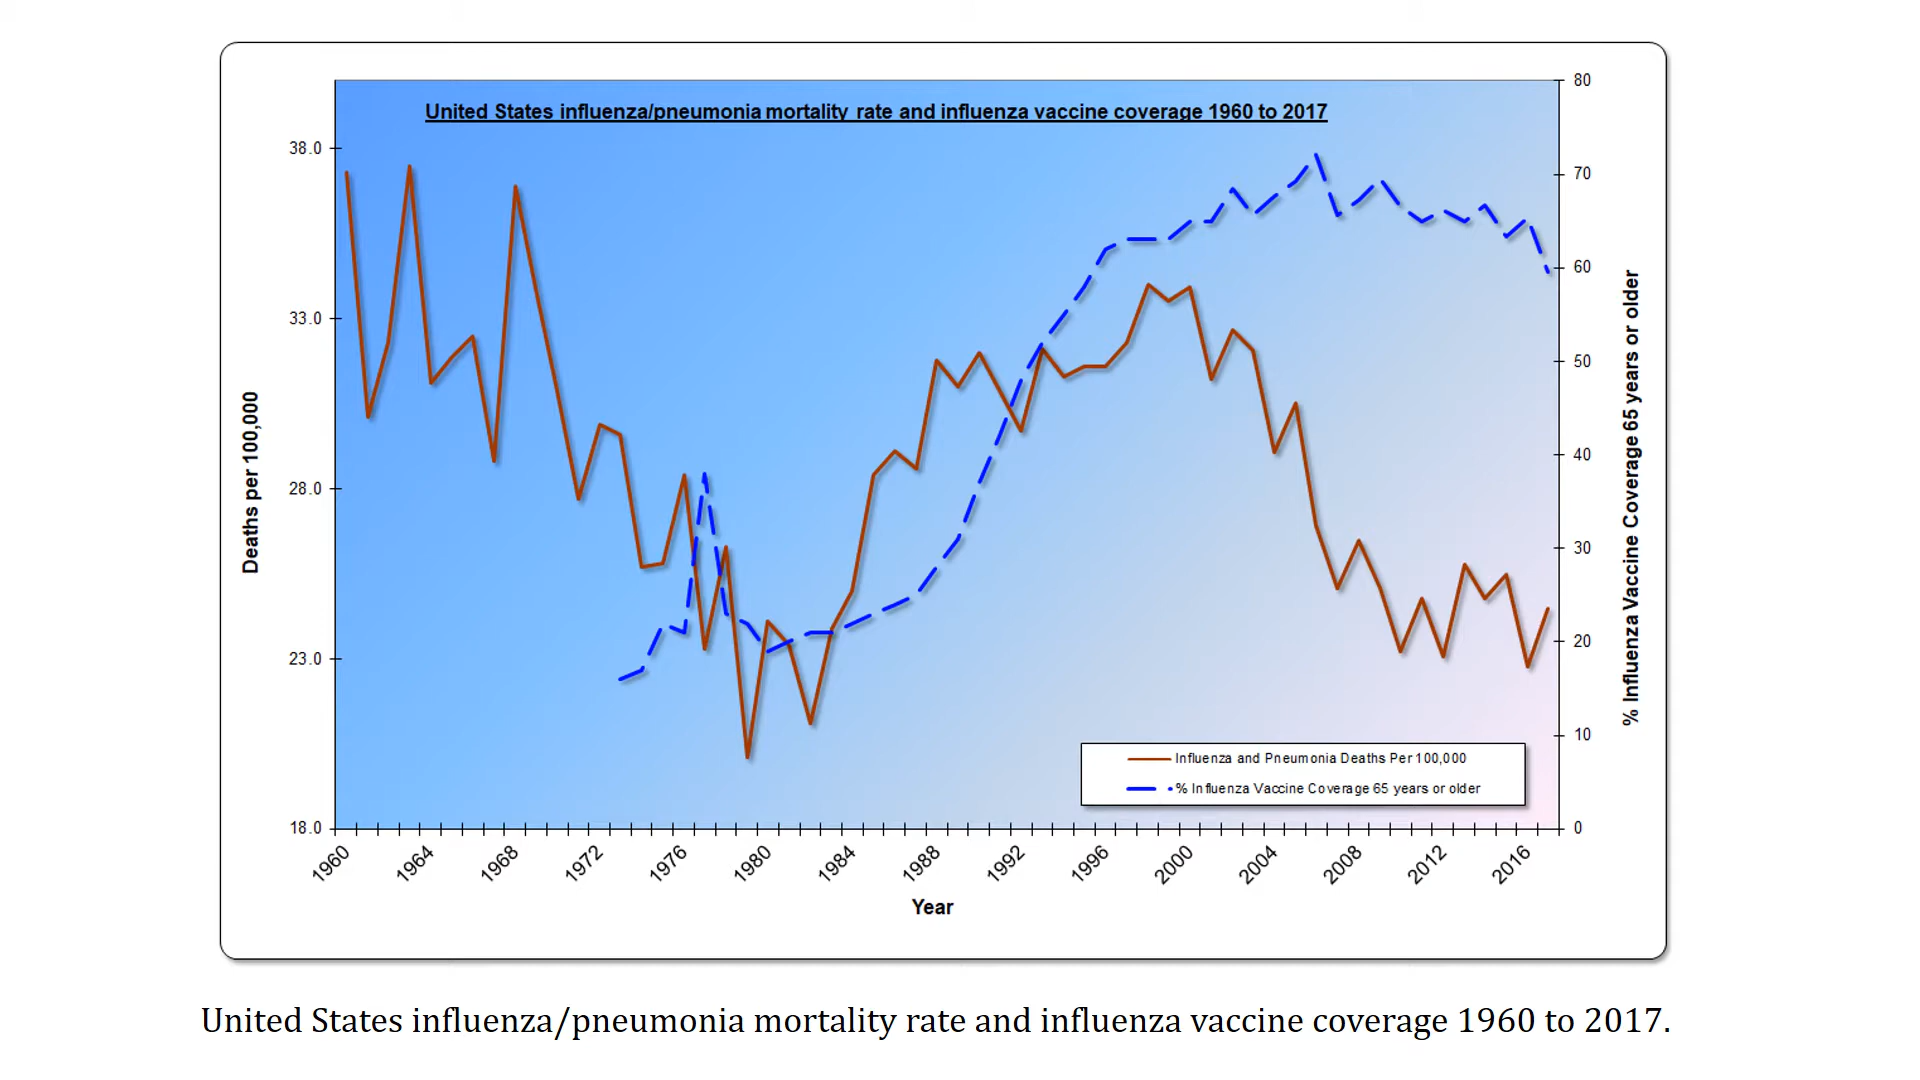 United States influenza/pneumonia mortality rate and influenza vaccine coverage 1960 to 2017
38.0
33.0
28.0
23.0
18.0
Deaths per 100,000
80
70
60
50
40
30
20
10
0
% Influenza Vaccine Coverage 65 years or older
Influenza and Pneumonia Deaths Per 100,000
% Influenza Vaccine Coverage 65 years or older
1960 1964 1968 1972 1976 1980 1984 1988 1992 1996 2000 2004 2008 2012 2016
Year
United States influenza/pneumonia mortality rate and influenza vaccine coverage 1960 to 2017.